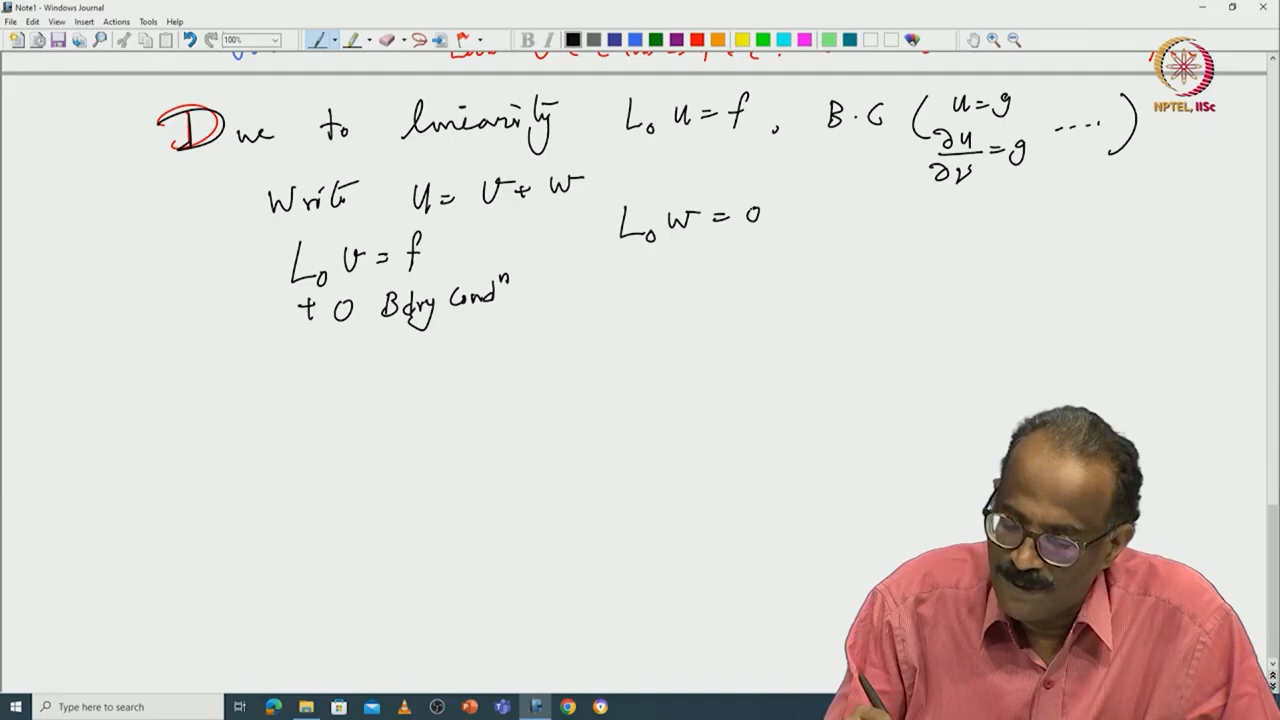 Note1 - Windows Journal
File Edit View Insert Actions Tools Help
100%
B I
NPTEL, IISc
Due to linearity L₀ u = f , B.C ( u = g
∂u/∂ν = g ···· )
Write u = v + w
L₀ w = 0
L₀ v = f
+ 0 Bdry Condⁿ
Type here to search